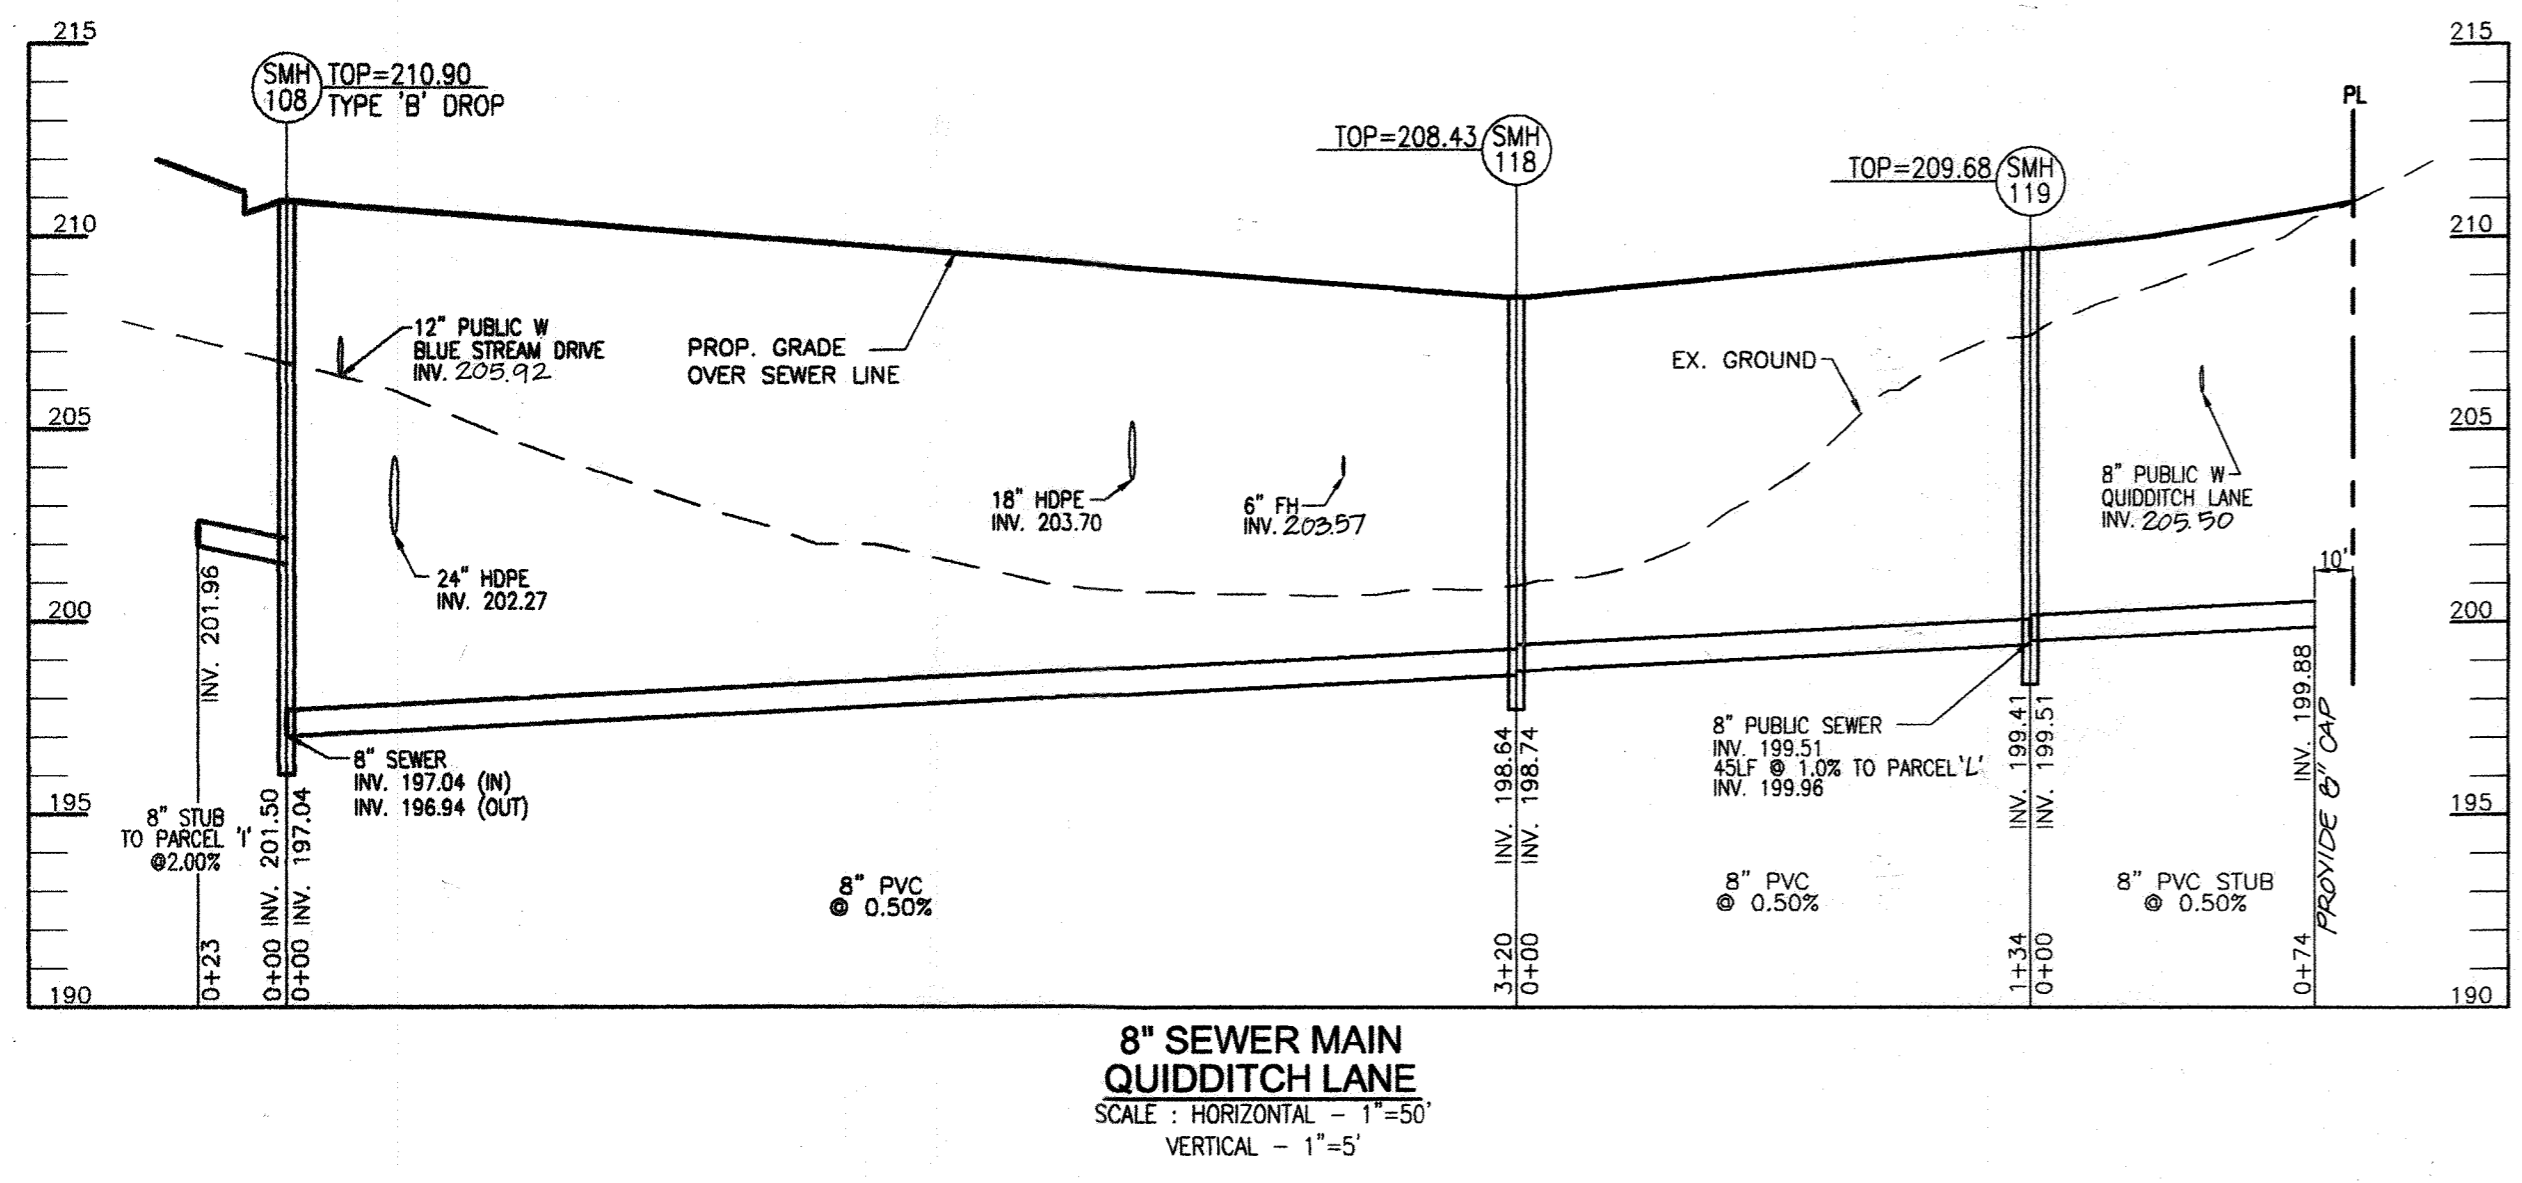 215
215
SMH
108
TOP=210.90
TYPE 'B' DROP
PL
TOP=208.43
SMH
118
TOP=209.68
SMH
119
210
210
12" PUBLIC W
BLUE STREAM DRIVE
INV. 205.92
PROP. GRADE
OVER SEWER LINE
EX. GROUND
205
205
18" HDPE
INV. 203.70
6" FH
INV. 203.57
8" PUBLIC W
QUIDDITCH LANE
INV. 205.50
10'
24" HDPE
INV. 202.27
200
200
INV. 201.96
8" SEWER
INV. 197.04 (IN)
INV. 196.94 (OUT)
8" PUBLIC SEWER
INV. 199.51
45LF @ 1.0% TO PARCEL 'L'
INV. 199.96
INV. 198.64
INV. 198.74
INV. 199.41
INV. 199.51
INV. 199.88
PROVIDE 8" CAP
195
195
8" STUB
TO PARCEL 'I'
@2.00%
INV. 201.50
INV. 197.04
8" PVC
@ 0.50%
8" PVC
@ 0.50%
8" PVC STUB
@ 0.50%
0+23
0+00
0+00
3+20
0+00
1+34
0+00
0+74
190
190
8" SEWER MAIN
QUIDDITCH LANE
SCALE : HORIZONTAL - 1"=50'
VERTICAL - 1"=5'